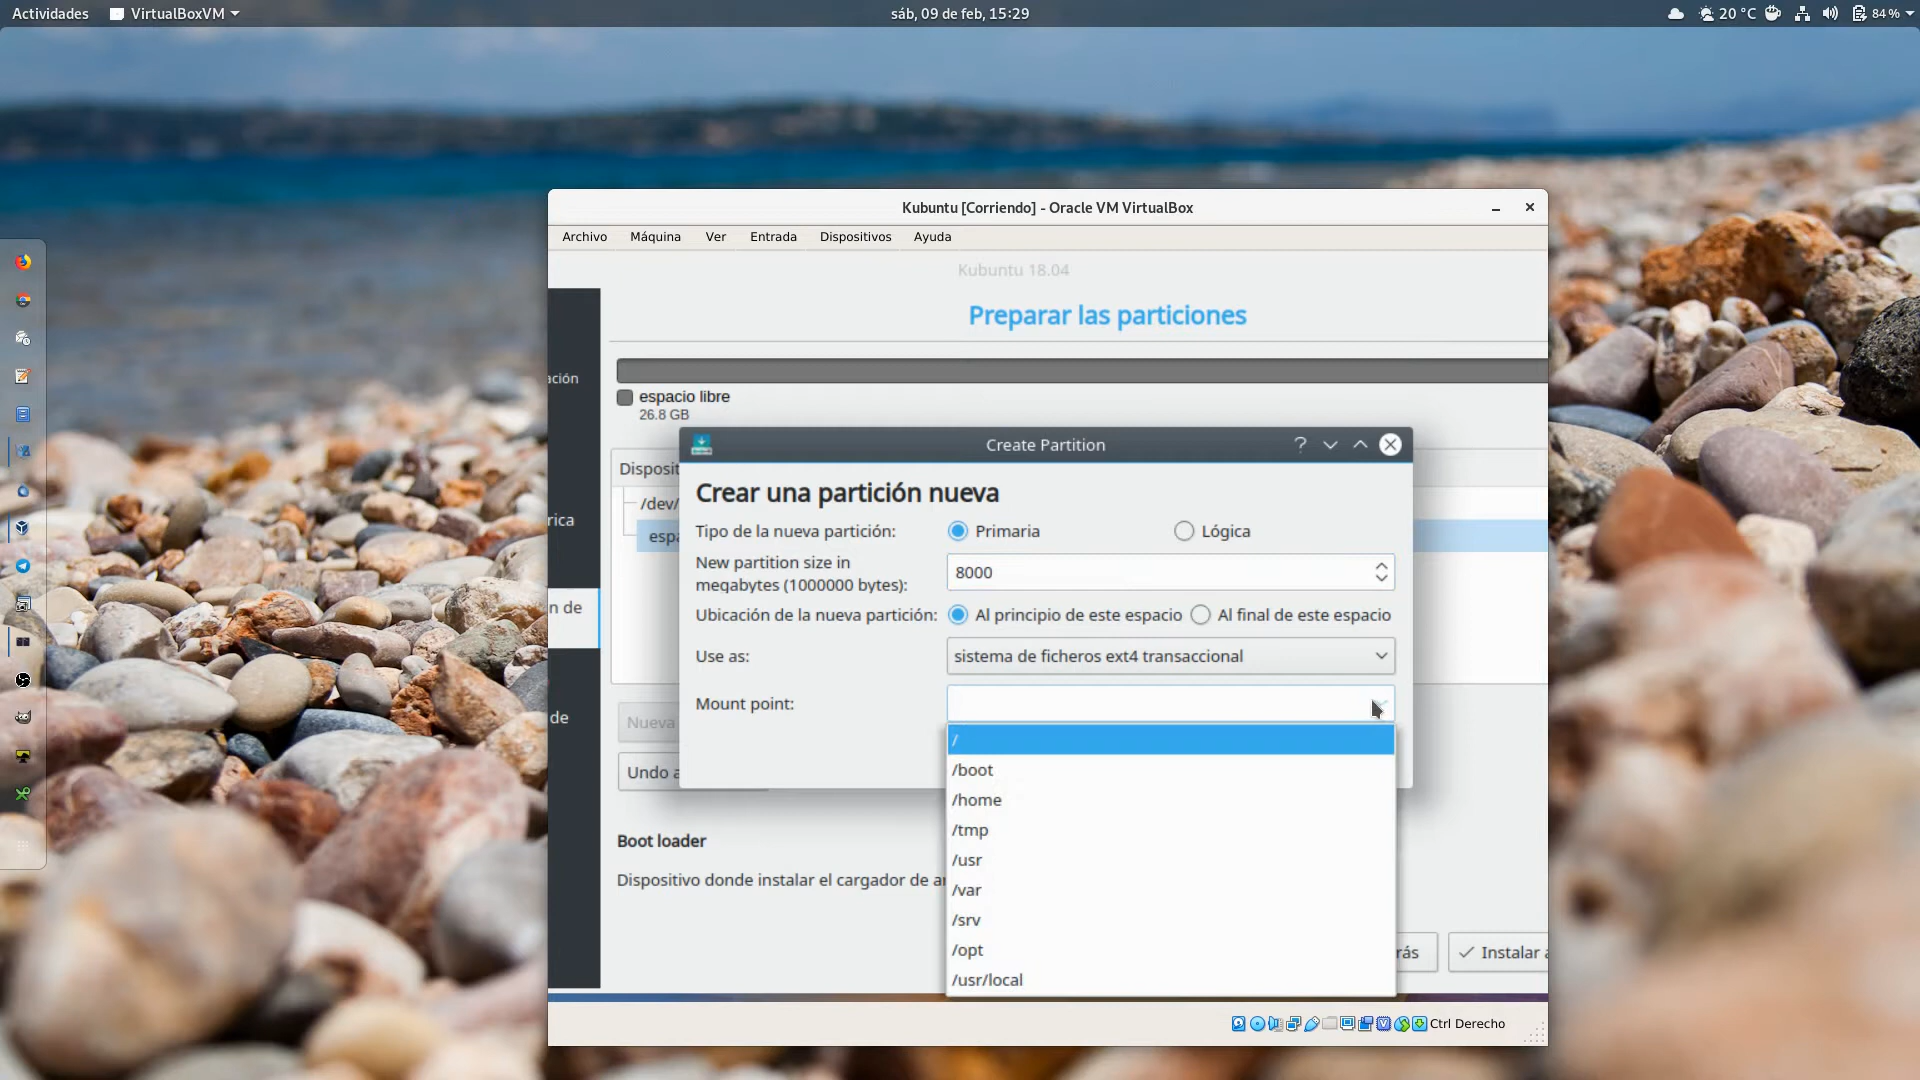 Actividades VirtualBoxVM sáb, 09 de feb, 15:29 20 °C 84 %
Kubuntu [Corriendo] - Oracle VM VirtualBox
Archivo Máquina Ver Entrada Dispositivos Ayuda
Kubuntu 18.04
Preparar las particiones
ación
espacio libre
26.8 GB
Create Partition
Disposit
Crear una partición nueva
/dev/
Tipo de la nueva partición: Primaria Lógica
rica
espa
New partition size in
megabytes (1000000 bytes):
8000
n de
Ubicación de la nueva partición: Al principio de este espacio Al final de este espacio
Use as: sistema de ficheros ext4 transaccional
Mount point:
de
Nueva
/
Undo a
/boot
/home
/tmp
Boot loader
/usr
Dispositivo donde instalar el cargador de ar
/var
/srv
/opt
rás Instalar a
/usr/local
Ctrl Derecho